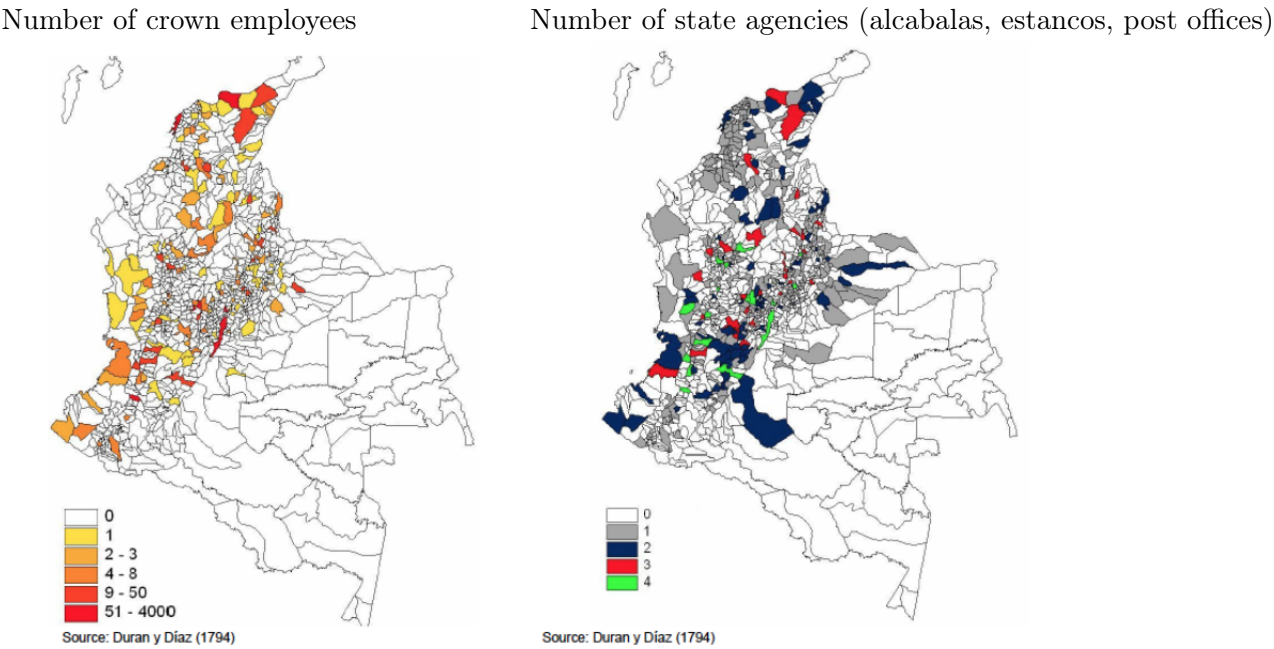 Number of crown employees
Number of state agencies (alcabalas, estancos, post offices)
0
1
2 - 3
4 - 8
9 - 50
51 - 4000
Source: Duran y Díaz (1794)
0
1
2
3
4
Source: Duran y Díaz (1794)